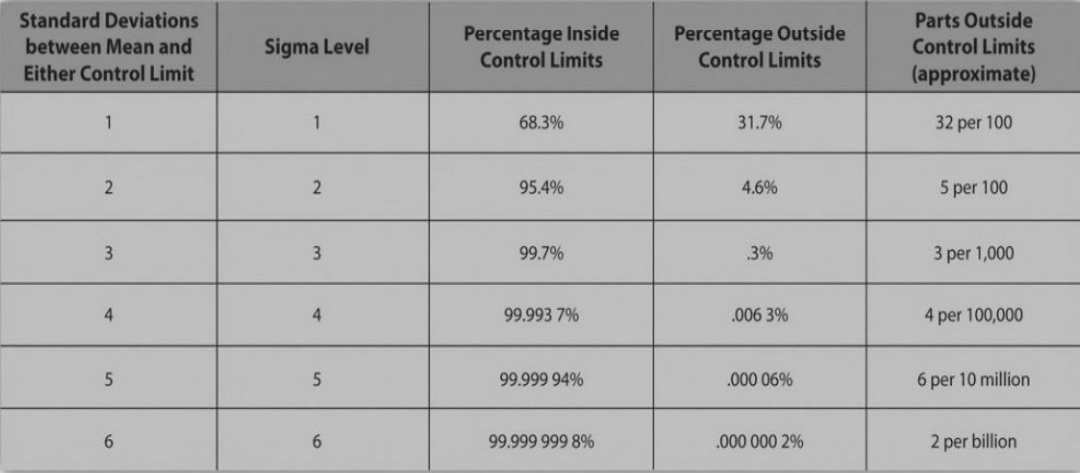 Standard Deviations between Mean and Either Control Limit | Sigma Level | Percentage Inside Control Limits | Percentage Outside Control Limits | Parts Outside Control Limits (approximate)
1 | 1 | 68.3% | 31.7% | 32 per 100
2 | 2 | 95.4% | 4.6% | 5 per 100
3 | 3 | 99.7% | .3% | 3 per 1,000
4 | 4 | 99.993 7% | .006 3% | 4 per 100,000
5 | 5 | 99.999 94% | .000 06% | 6 per 10 million
6 | 6 | 99.999 999 8% | .000 000 2% | 2 per billion